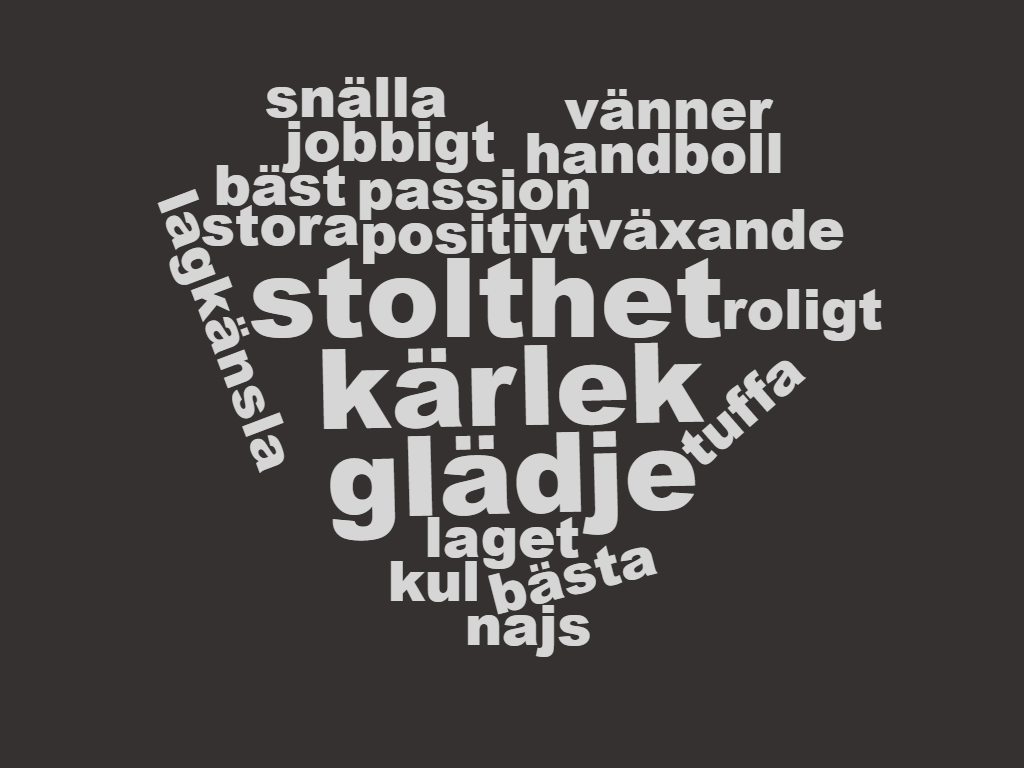 snälla
vänner
jobbigt
handboll
bäst
passion
lagkänsla
stora
positivt
växande
stolthet
roligt
kärlek
tuffa
glädje
laget
kul
bästa
najs